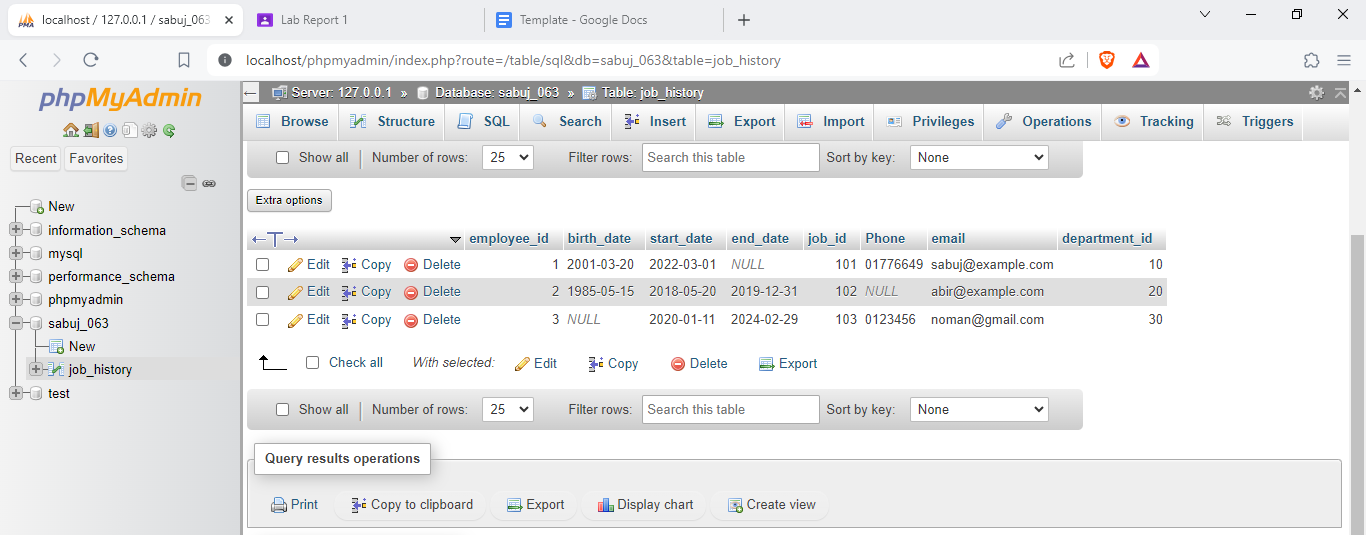 localhost / 127.0.0.1 / sabuj_063
Lab Report 1
Template - Google Docs
localhost/phpmyadmin/index.php?route=/table/sql&db=sabuj_063&table=job_history
phpMyAdmin
Recent Favorites
New
information_schema
mysql
performance_schema
phpmyadmin
sabuj_063
New
job_history
test
Server: 127.0.0.1 » Database: sabuj_063 » Table: job_history
Browse Structure SQL Search Insert Export Import Privileges Operations Tracking Triggers
Show all Number of rows: 25 Filter rows: Search this table Sort by key: None
Extra options
employee_id birth_date start_date end_date job_id Phone email department_id
Edit Copy Delete 1 2001-03-20 2022-03-01 NULL 101 01776649 sabuj@example.com 10
Edit Copy Delete 2 1985-05-15 2018-05-20 2019-12-31 102 NULL abir@example.com 20
Edit Copy Delete 3 NULL 2020-01-11 2024-02-29 103 0123456 noman@gmail.com 30
Check all With selected: Edit Copy Delete Export
Show all Number of rows: 25 Filter rows: Search this table Sort by key: None
Query results operations
Print Copy to clipboard Export Display chart Create view